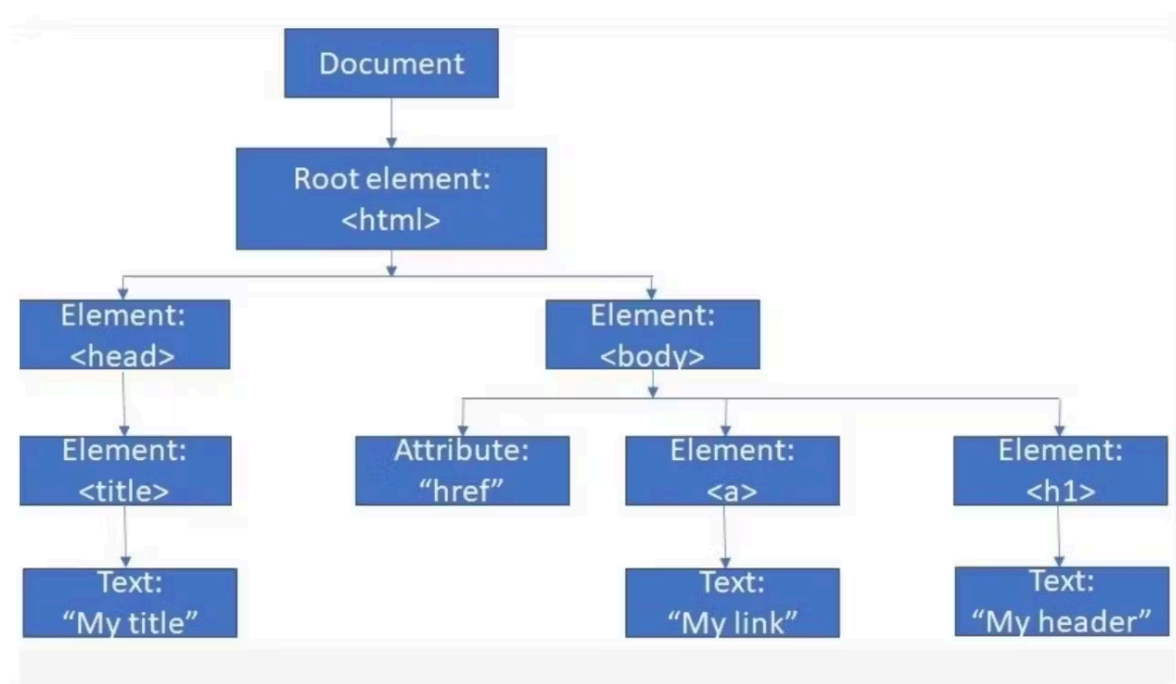 Document
Root element:
<html>
Element:
<head>
Element:
<body>
Element:
<title>
Attribute:
“href”
Element:
<a>
Element:
<h1>
Text:
“My title”
Text:
“My link”
Text:
“My header”